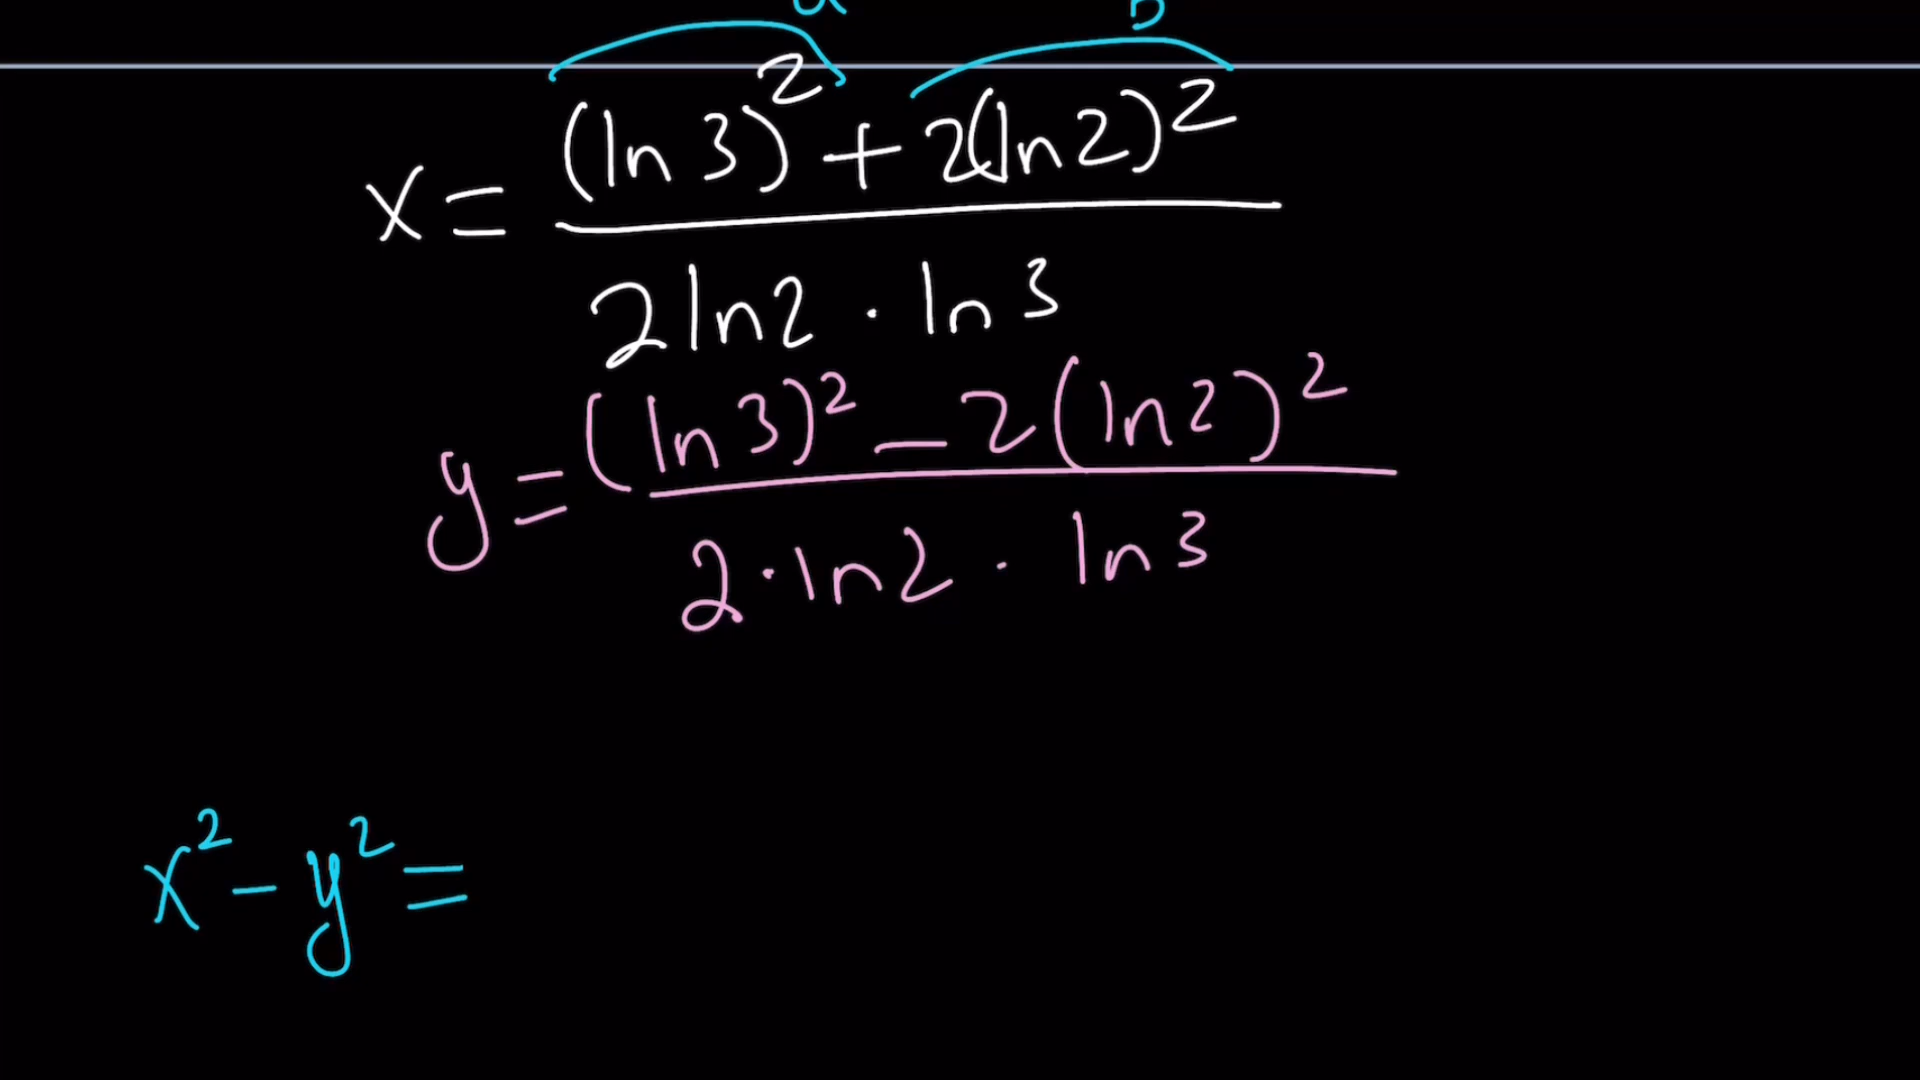 a b
x = ((ln 3)² + 2(ln 2)²) / (2 ln 2 · ln 3)
y = ((ln 3)² − 2(ln 2)²) / (2 · ln 2 · ln 3)
x² − y² =